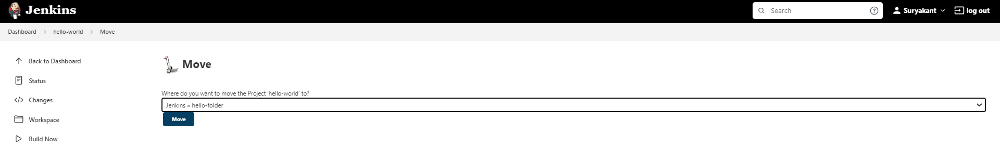 Jenkins
Search
Suryakant
log out
Dashboard > hello-world > Move
Back to Dashboard
Status
Changes
Workspace
Build Now
Move
Where do you want to move the Project 'hello-world' to?
Jenkins » hello-folder
Move